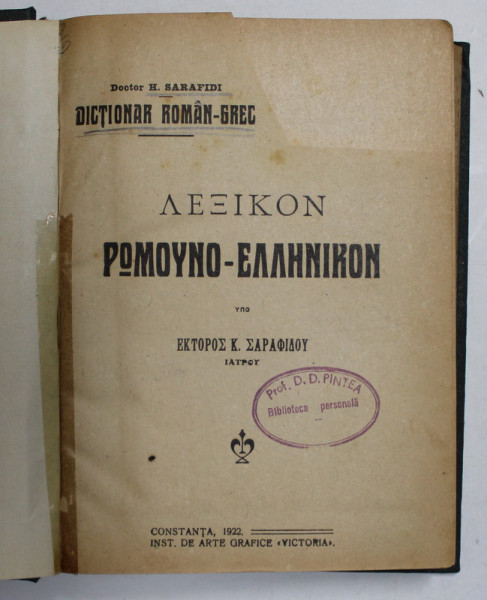 Doctor H. SARAFIDI
DICȚIONAR ROMÂN-GREC
ΛΕΞΙΚΟΝ
ΡΩΜΟΥΝΟ-ΕΛΛΗΝΙΚΟΝ
ΥΠΟ
ΕΚΤΟΡΟΣ Κ. ΣΑΡΑΦΙΔΟΥ
ΙΑΤΡΟΥ
Prof. D. D. PINTEA
Biblioteca personală
CONSTANȚA, 1922.
INST. DE ARTE GRAFICE «VICTORIA».